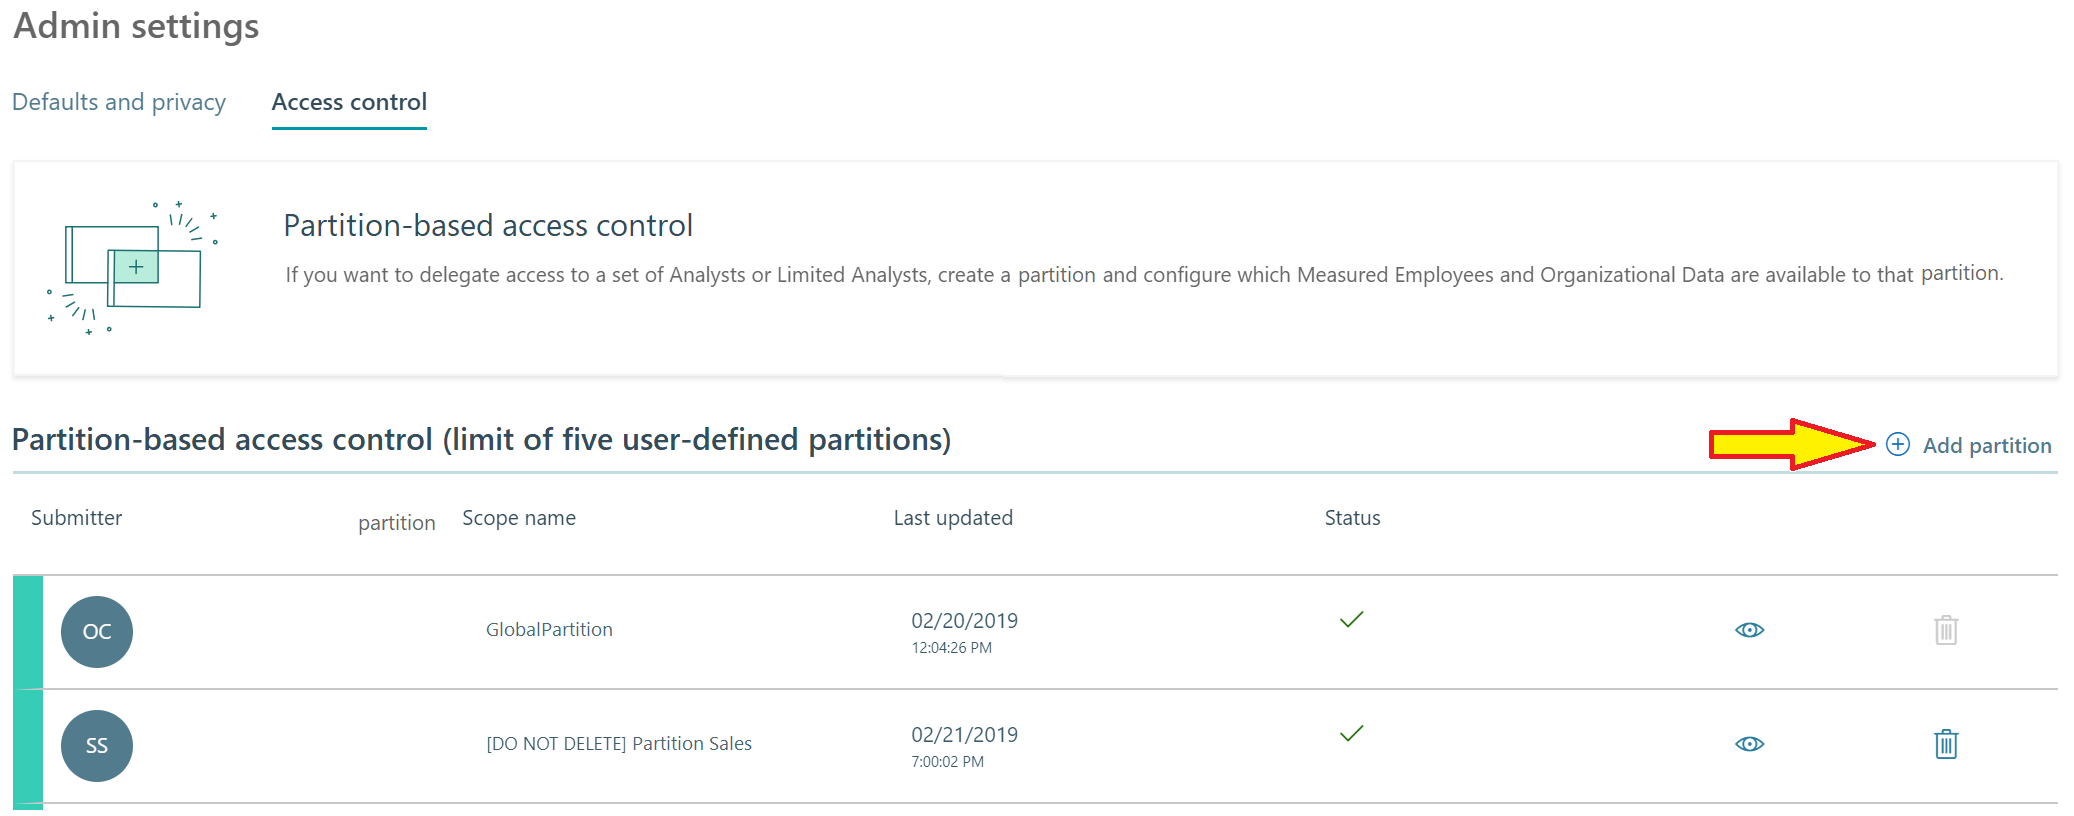 Admin settings
Defaults and privacy Access control
Partition-based access control
If you want to delegate access to a set of Analysts or Limited Analysts, create a partition and configure which Measured Employees and Organizational Data are available to that partition.
Partition-based access control (limit of five user-defined partitions) Add partition
Submitter partition Scope name Last updated Status
OC GlobalPartition 02/20/2019
12:04:26 PM
SS [DO NOT DELETE] Partition Sales 02/21/2019
7:00:02 PM